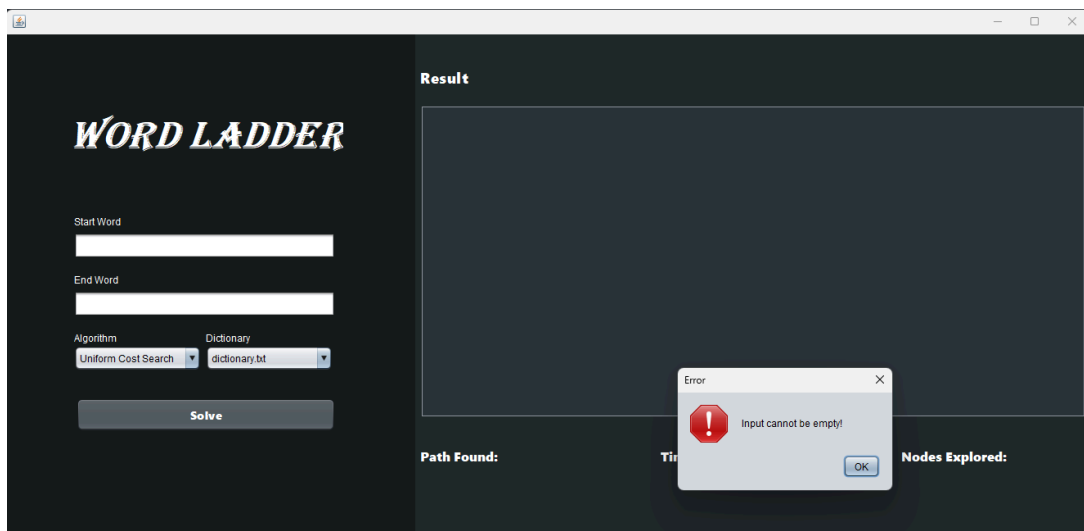 WORD LADDER
Start Word
End Word
Algorithm Dictionary
Uniform Cost Search dictionary.txt
Solve
Result
Path Found: Nodes Explored:
Error
Input cannot be empty!
OK